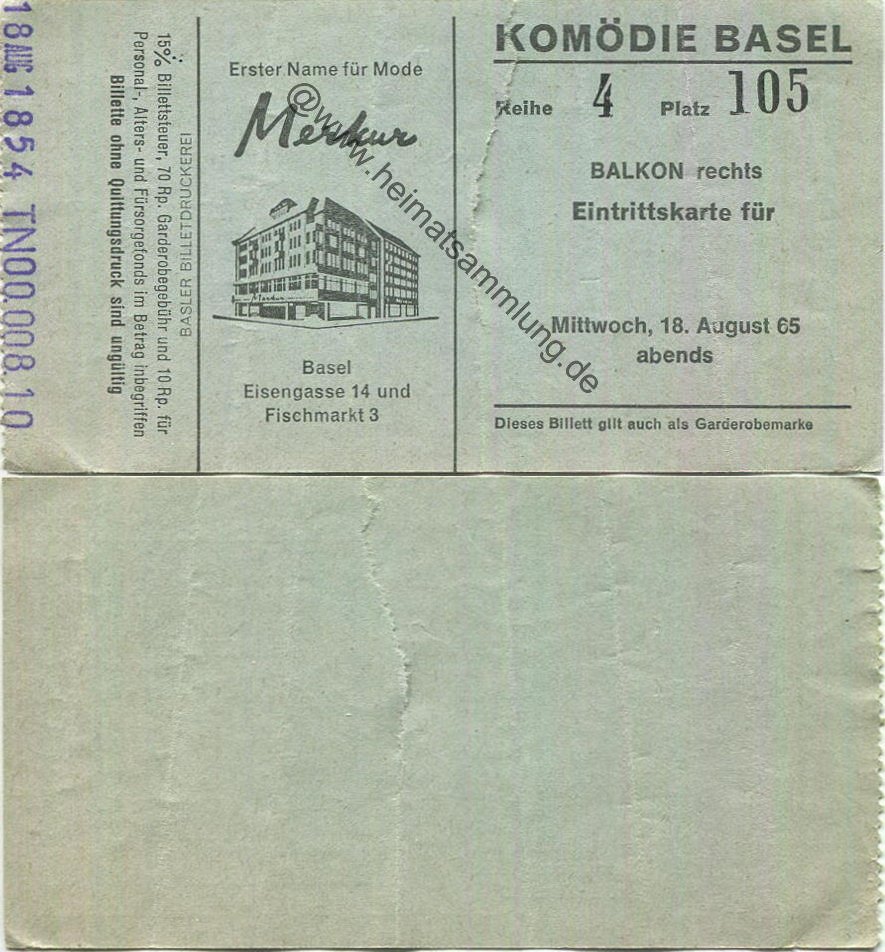 18 AUG 1854 TN00.008.10
15% Billettsteuer, 70 Rp. Garderobegebühr und 10 Rp. für
Personal-, Alters- und Fürsorgefonds im Betrag inbegriffen
Billette ohne Quittungsdruck sind ungültig
BASLER BILLETDRUCKEREI
Erster Name für Mode
Merkur
Merkur
Basel
Eisengasse 14 und
Fischmarkt 3
KOMÖDIE BASEL
Reihe 4 Platz 105
BALKON rechts
Eintrittskarte für
Mittwoch, 18. August 65
abends
Dieses Billett gilt auch als Garderobemarke
@www.heimatsammlung.de